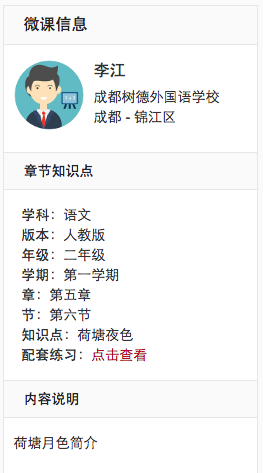 微课信息
李江
成都树德外国语学校
成都 - 锦江区
章节知识点
学科：语文
版本：人教版
年级：二年级
学期：第一学期
章：第五章
节：第六节
知识点：荷塘夜色
配套练习：点击查看
内容说明
荷塘月色简介